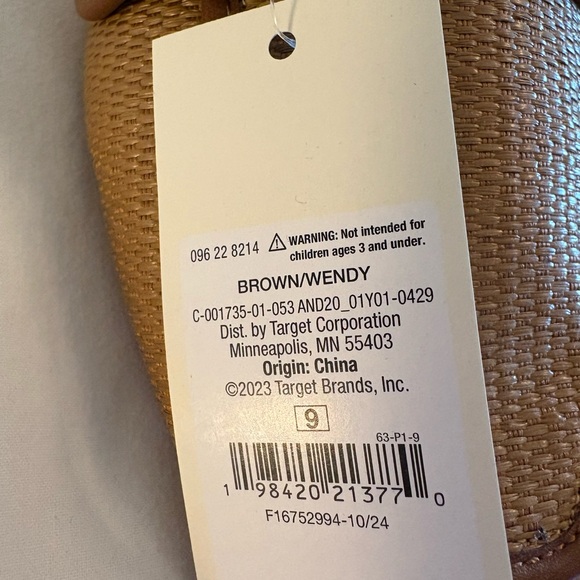 096 22 8214 ⚠ WARNING: Not intended for
children ages 3 and under.
BROWN/WENDY
C-001735-01-053 AND20_01Y01-0429
Dist. by Target Corporation
Minneapolis, MN 55403
Origin: China
©2023 Target Brands, Inc.
9
63-P1-9
1 98420 21377 0
F16752994-10/24